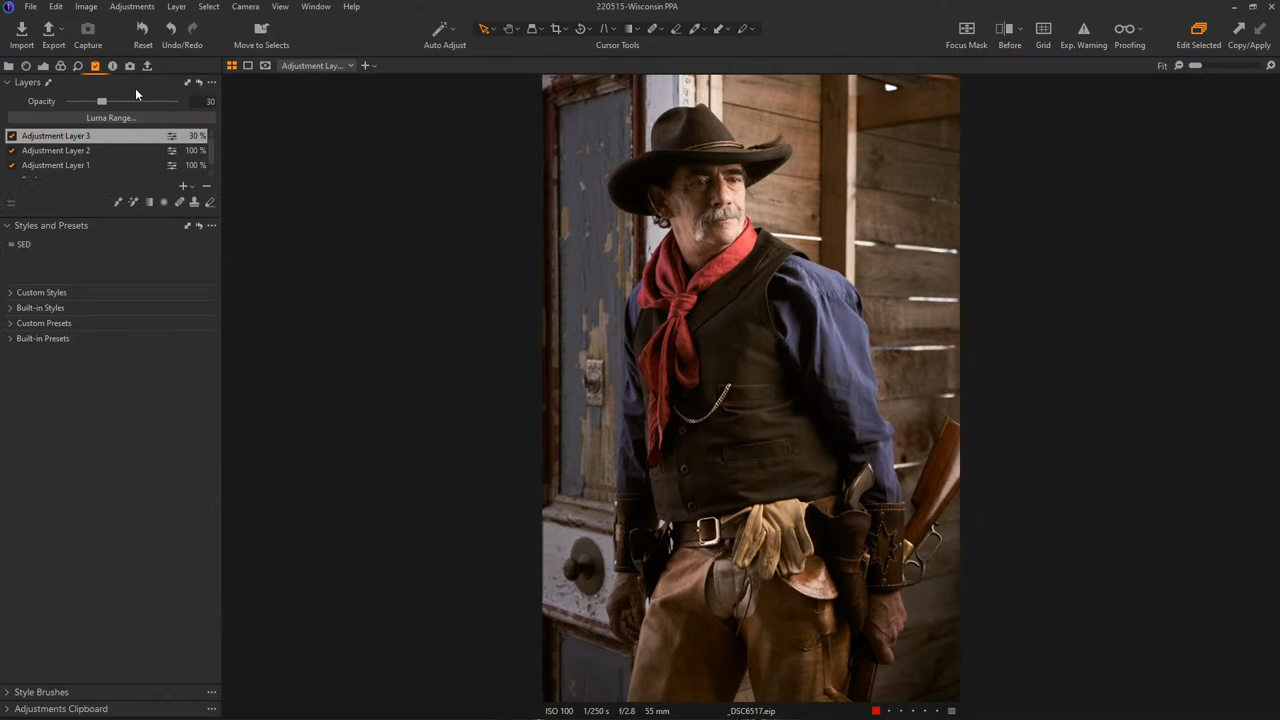 File Edit Image Adjustments Layer Select Camera View Window Help
220515-Wisconsin PPA
Import Export Capture Reset Undo/Redo Move to Selects Auto Adjust Cursor Tools Focus Mask Before Grid Exp. Warning Proofing Edit Selected Copy/Apply
Adjustment Lay...
Fit
Layers
Opacity 30
Luma Range...
Adjustment Layer 3 30 %
Adjustment Layer 2 100 %
Adjustment Layer 1 100 %
Styles and Presets
SED
Custom Styles
Built-in Styles
Custom Presets
Built-in Presets
Style Brushes
Adjustments Clipboard
ISO 100 1/250 s f/2.8 55 mm _DSC6517.eip